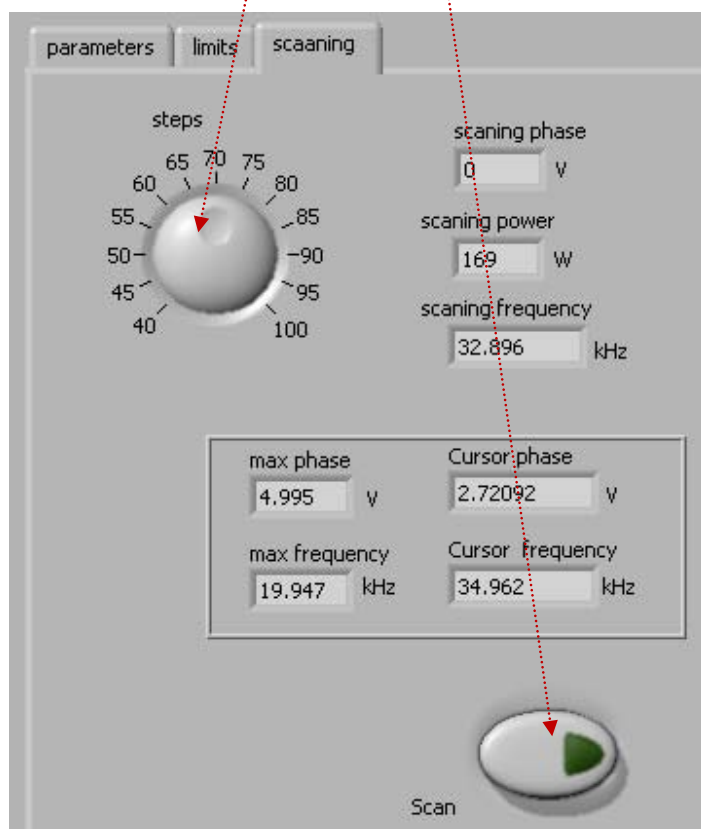 parameters limits scaaning
steps
40 45 50 55 60 65 70 75 80 85 90 95 100
scaning phase
0 V
scaning power
169 W
scaning frequency
32.896 kHz
max phase
4.995 V
Cursor phase
2.72092 V
max frequency
19.947 kHz
Cursor frequency
34.962 kHz
Scan